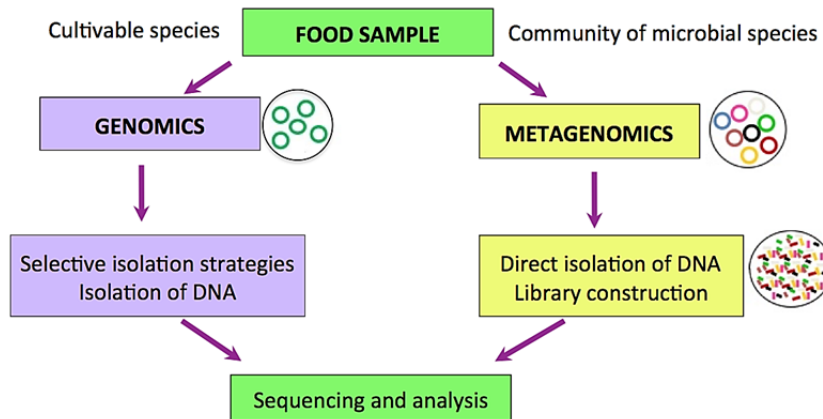 Cultivable species
FOOD SAMPLE
Community of microbial species
GENOMICS
METAGENOMICS
Selective isolation strategies
Isolation of DNA
Direct isolation of DNA
Library construction
Sequencing and analysis